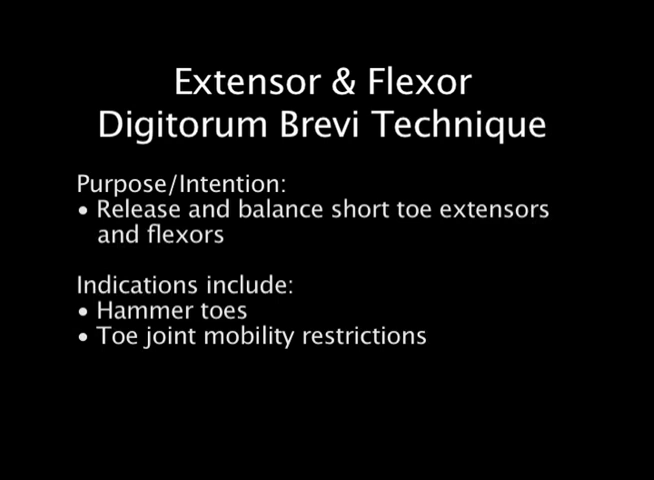 Extensor & Flexor
Digitorum Brevi Technique
Purpose/Intention:
• Release and balance short toe extensors
and flexors
Indications include:
• Hammer toes
• Toe joint mobility restrictions